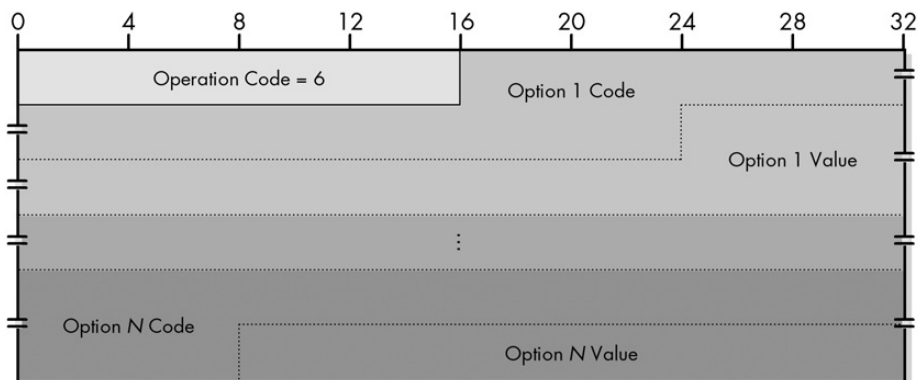 0 4 8 12 16 20 24 28 32
Operation Code = 6
Option 1 Code
Option 1 Value
⋮
Option N Code
Option N Value